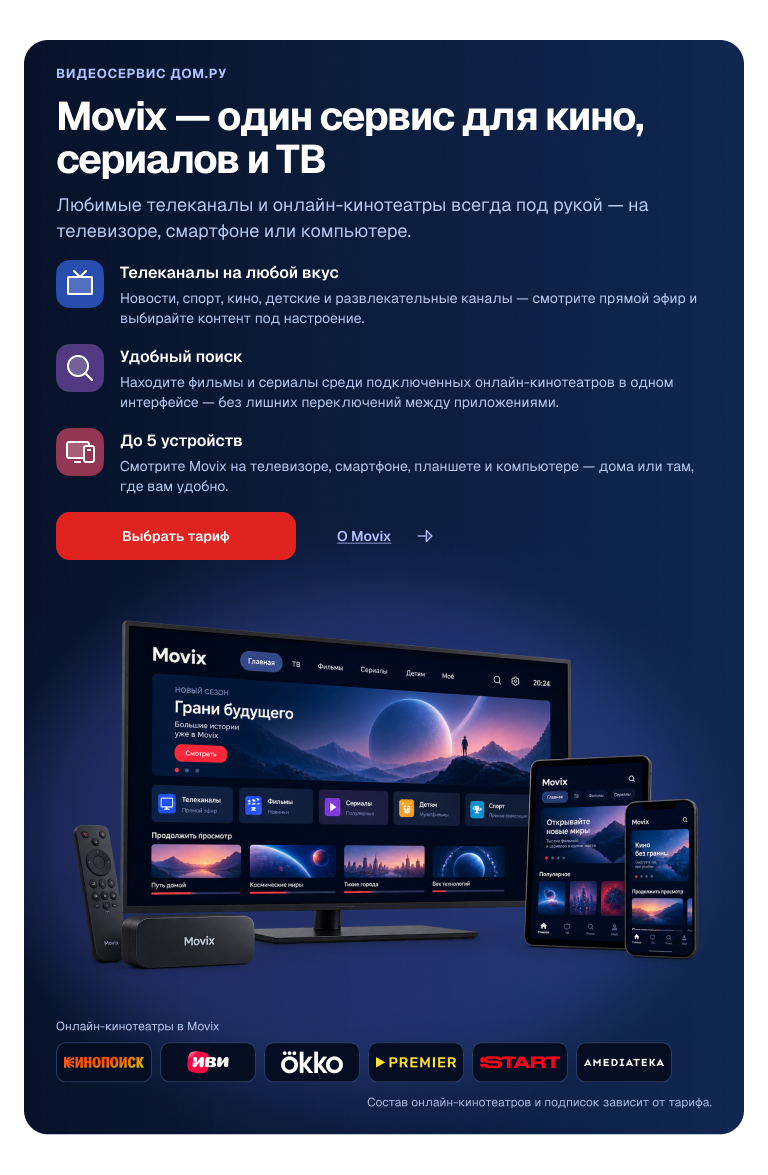 ВИДЕОСЕРВИС ДОМ.РУ
Movix — один сервис для кино,
сериалов и ТВ
Любимые телеканалы и онлайн-кинотеатры всегда под рукой — на
телевизоре, смартфоне или компьютере.
Телеканалы на любой вкус
Новости, спорт, кино, детские и развлекательные каналы — смотрите прямой эфир и
выбирайте контент под настроение.
Удобный поиск
Находите фильмы и сериалы среди подключенных онлайн-кинотеатров в одном
интерфейсе — без лишних переключений между приложениями.
До 5 устройств
Смотрите Movix на телевизоре, смартфоне, планшете и компьютере — дома или там,
где вам удобно.
Выбрать тариф
О Movix
Movix Главная ТВ Фильмы Сериалы Детям Моё 20:24
НОВЫЙ СЕЗОН
Грани будущего
Большие истории
уже в Movix
Смотреть
Телеканалы Фильмы Сериалы Детям Спорт
Прямой эфир Новинки Популярное Мультфильмы
Продолжить просмотр
Путь домой Космические миры Тихие города Век технологий
Movix
Главная ТВ Фильмы Сериалы
Открывайте
новые миры
Популярное
Movix
Кино
без границ
Продолжить просмотр
Movix
Movix
Онлайн-кинотеатры в Movix
КИНОПОИСК
иви
okko
PREMIER
START
AMEDIATEKA
Состав онлайн-кинотеатров и подписок зависит от тарифа.